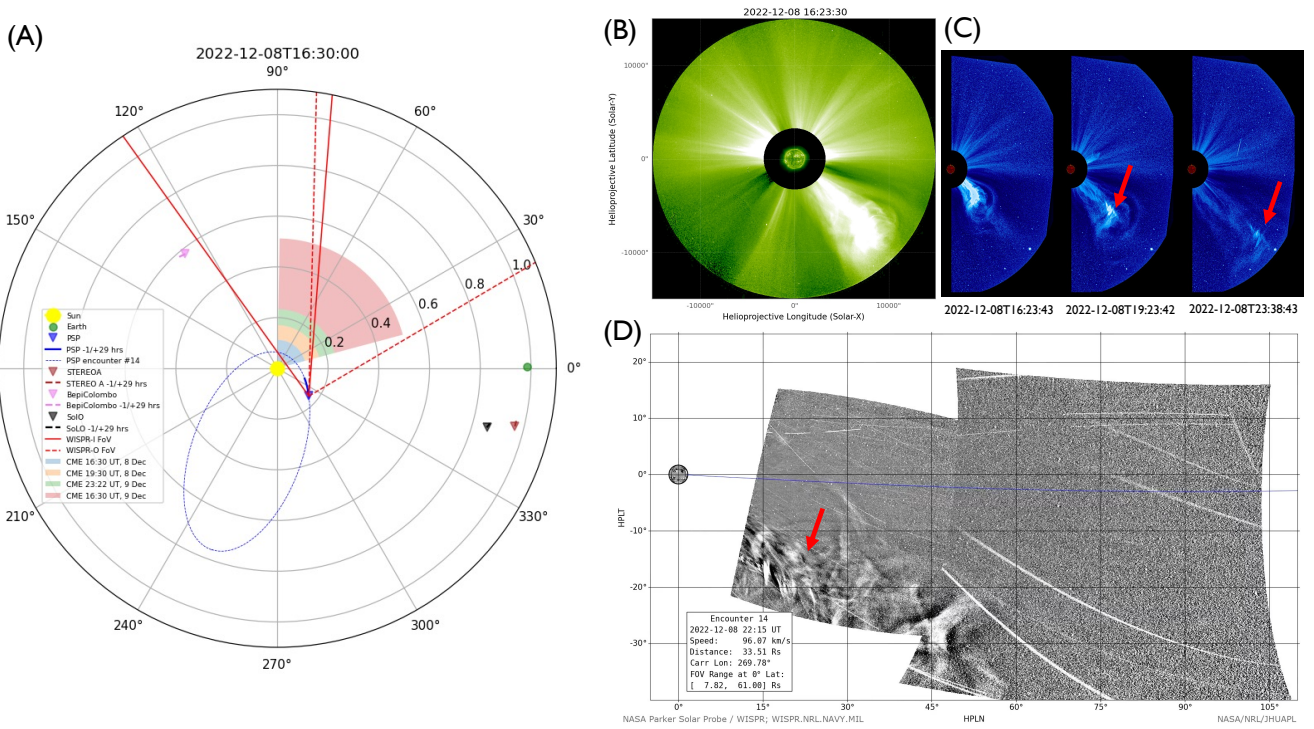 (A)
2022-12-08T16:30:00
90°
120°
60°
150°
30°
1.0
0.8
0.6
0.4
0.2
0°
210°
330°
240°
300°
270°
Sun
Earth
PSP
PSP -1/+29 hrs
PSP encounter #14
STEREOA
STEREO A -1/+29 hrs
BepiColombo
BepiColombo -1/+29 hrs
SolO
SoLO -1/+29 hrs
WISPR-I FoV
WISPR-O FoV
CME 16:30 UT, 8 Dec
CME 19:30 UT, 8 Dec
CME 23:22 UT, 9 Dec
CME 16:30 UT, 9 Dec
(B)
2022-12-08 16:23:30
Helioprojective Latitude (Solar-Y)
10000°
0°
-10000°
-10000°
0°
10000°
Helioprojective Longitude (Solar-X)
(C)
2022-12-08T16:23:43
2022-12-08T19:23:42
2022-12-08T23:38:43
(D)
HPLT
20°
10°
0°
-10°
-20°
-30°
Encounter 14
2022-12-08 22:15 UT
Speed: 96.07 km/s
Distance: 33.51 Rs
Carr Lon: 269.78°
FOV Range at 0° Lat:
[ 7.82, 61.00] Rs
0°
15°
30°
45°
60°
75°
90°
105°
NASA Parker Solar Probe / WISPR; WISPR.NRL.NAVY.MIL
HPLN
NASA/NRL/JHUAPL